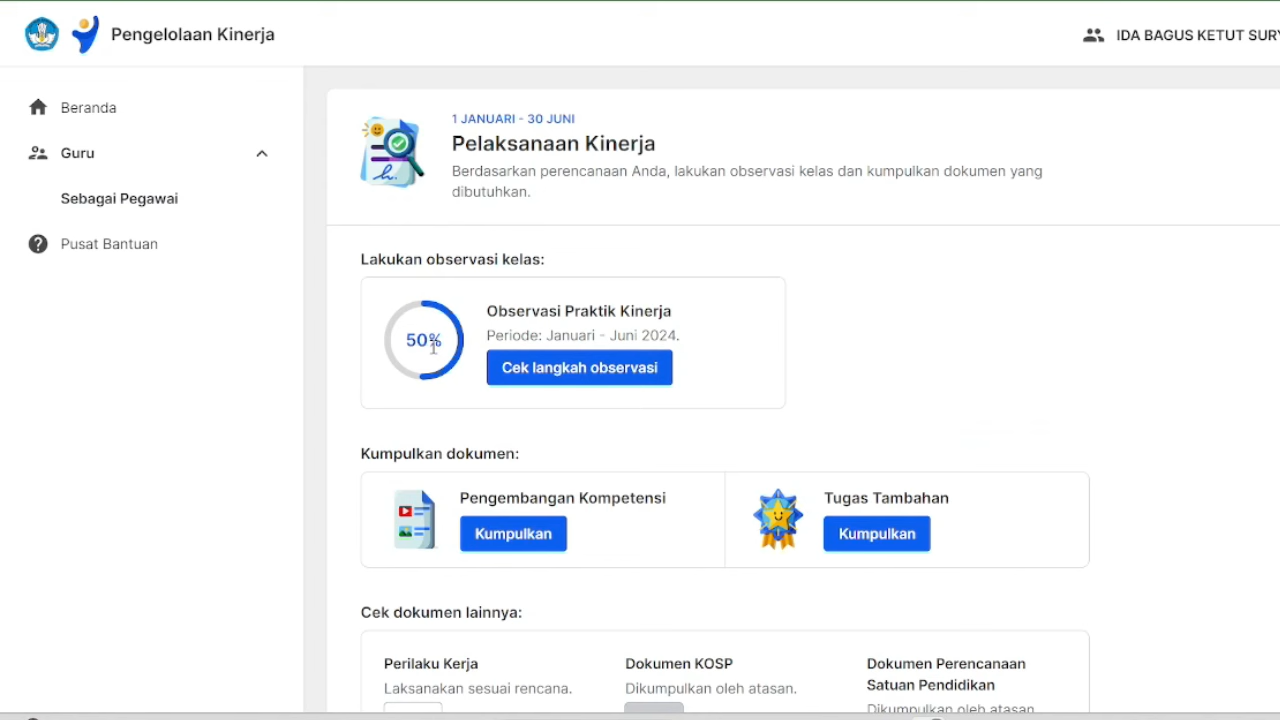 Pengelolaan Kinerja
IDA BAGUS KETUT SURY
Beranda
Guru
Sebagai Pegawai
Pusat Bantuan
1 JANUARI - 30 JUNI
Pelaksanaan Kinerja
Berdasarkan perencanaan Anda, lakukan observasi kelas dan kumpulkan dokumen yang
dibutuhkan.
Lakukan observasi kelas:
50%
Observasi Praktik Kinerja
Periode: Januari - Juni 2024.
Cek langkah observasi
Kumpulkan dokumen:
Pengembangan Kompetensi
Kumpulkan
Tugas Tambahan
Kumpulkan
Cek dokumen lainnya:
Perilaku Kerja
Laksanakan sesuai rencana.
Dokumen KOSP
Dikumpulkan oleh atasan.
Dokumen Perencanaan
Satuan Pendidikan
Dikumpulkan oleh atasan